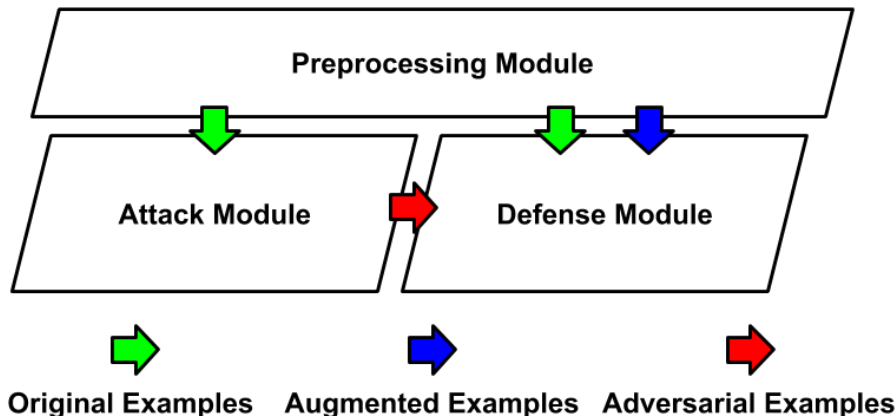 Preprocessing Module
Attack Module
Defense Module
Original Examples
Augmented Examples
Adversarial Examples